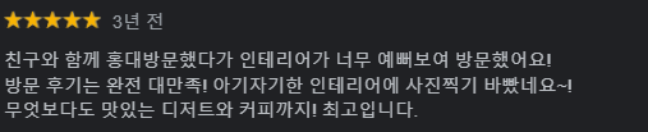 ★★★★★ 3년 전
친구와 함께 홍대방문했다가 인테리어가 너무 예뻐보여 방문했어요!
방문 후기는 완전 대만족! 아기자기한 인테리어에 사진찍기 바빴네요~!
무엇보다도 맛있는 디저트와 커피까지! 최고입니다.